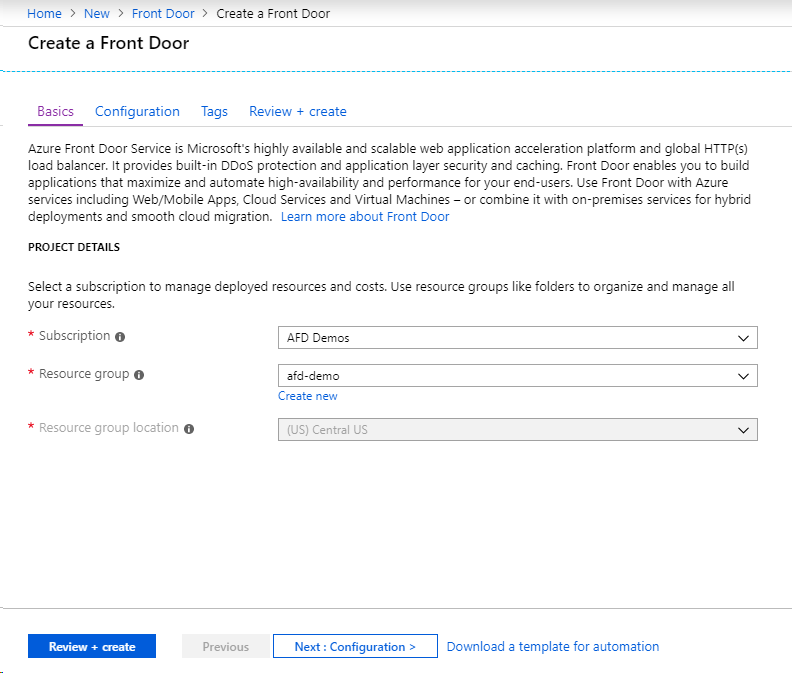 Home > New > Front Door > Create a Front Door
Create a Front Door
Basics Configuration Tags Review + create
Azure Front Door Service is Microsoft's highly available and scalable web application acceleration platform and global HTTP(s)
load balancer. It provides built-in DDoS protection and application layer security and caching. Front Door enables you to build
applications that maximize and automate high-availability and performance for your end-users. Use Front Door with Azure
services including Web/Mobile Apps, Cloud Services and Virtual Machines – or combine it with on-premises services for hybrid
deployments and smooth cloud migration. Learn more about Front Door
PROJECT DETAILS
Select a subscription to manage deployed resources and costs. Use resource groups like folders to organize and manage all
your resources.
* Subscription AFD Demos
* Resource group afd-demo
Create new
* Resource group location (US) Central US
Review + create Previous Next : Configuration > Download a template for automation